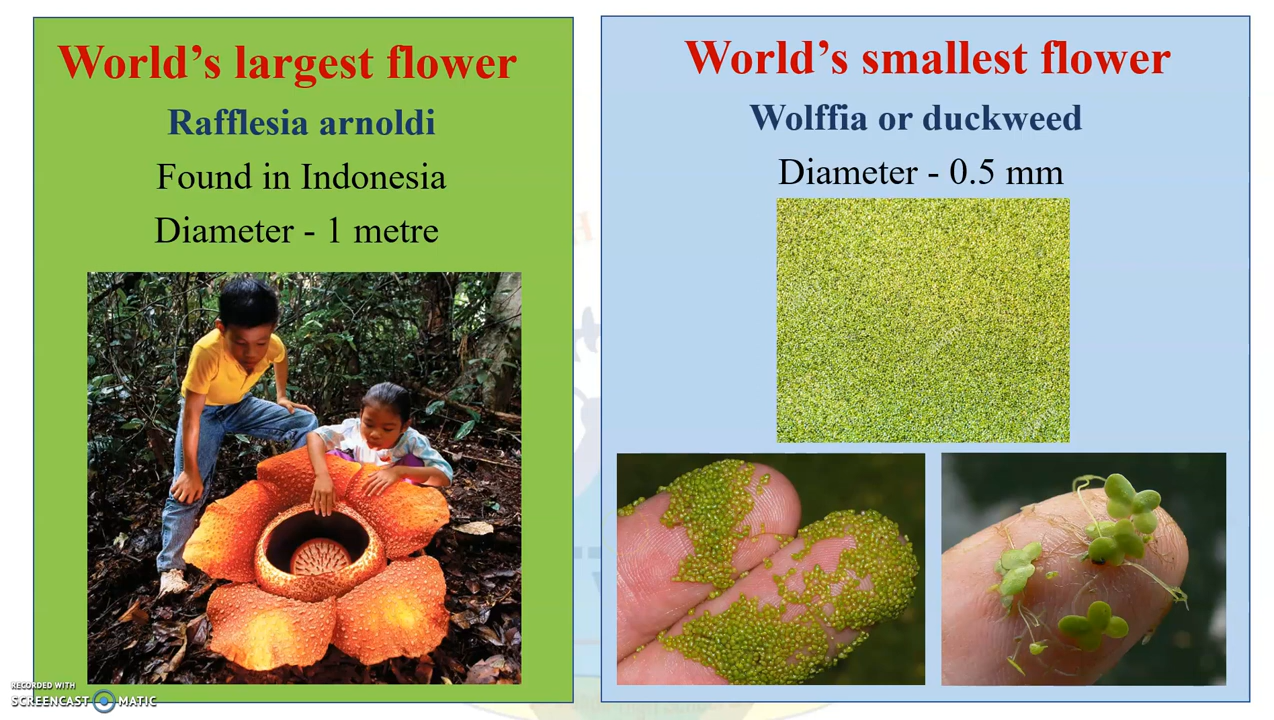 World's largest flower
Rafflesia arnoldi
Found in Indonesia
Diameter - 1 metre
World's smallest flower
Wolffia or duckweed
Diameter - 0.5 mm
RECORDED WITH
SCREENCAST MATIC